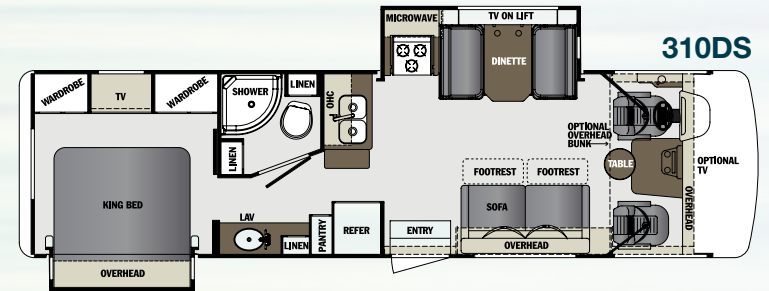 MICROWAVE
TV ON LIFT
310DS
DINETTE
WARDROBE
TV
WARDROBE
SHOWER
LINEN
OHC
OPTIONAL
OVERHEAD
BUNK
LINEN
TABLE
OPTIONAL
TV
FOOTREST
FOOTREST
OVERHEAD
KING BED
SOFA
LAV
LINEN
PANTRY
REFER
ENTRY
OVERHEAD
OVERHEAD